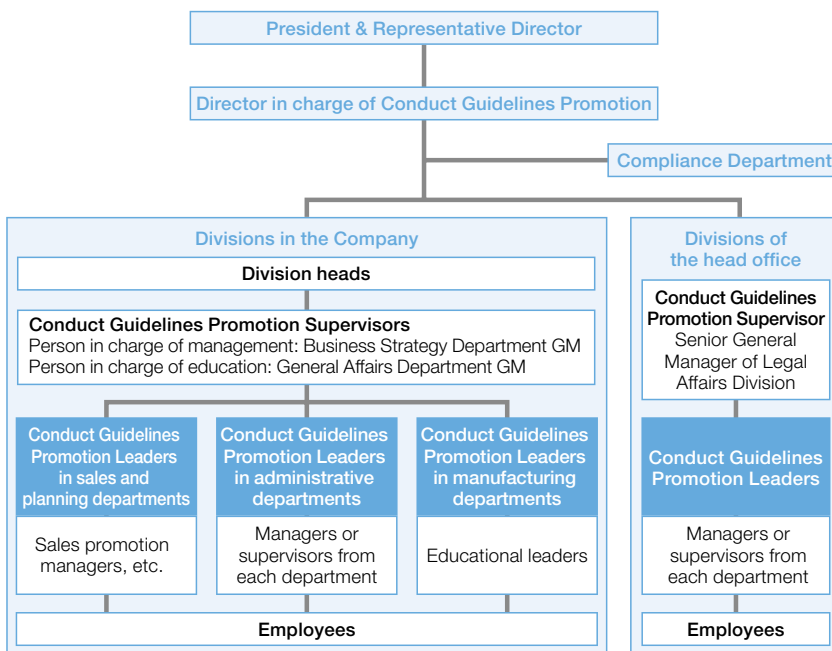 President & Representative Director
Director in charge of Conduct Guidelines Promotion
Compliance Department
Divisions in the Company
Division heads
Conduct Guidelines Promotion Supervisors
Person in charge of management: Business Strategy Department GM
Person in charge of education: General Affairs Department GM
Conduct Guidelines
Promotion Leaders
in sales and
planning departments
Sales promotion
managers, etc.
Conduct Guidelines
Promotion Leaders
in administrative
departments
Managers or
supervisors from
each department
Conduct Guidelines
Promotion Leaders
in manufacturing
departments
Educational leaders
Employees
Divisions of
the head office
Conduct Guidelines
Promotion Supervisor
Senior General
Manager of Legal
Affairs Division
Conduct Guidelines
Promotion Leaders
Managers or
supervisors from
each department
Employees